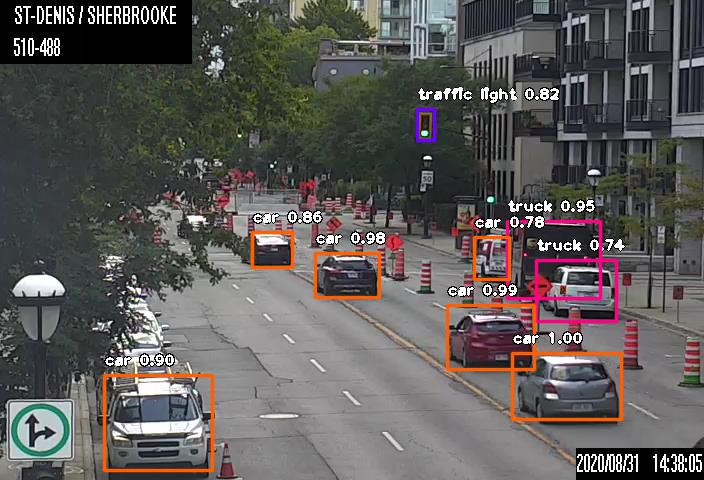 ST-DENIS / SHERBROOKE
510-488
traffic light 0.82
truck 0.95
car 0.86
car 0.78
car 0.98
truck 0.74
50
car 0.99
car 1.00
car 0.90
2020/08/31 14:38:05